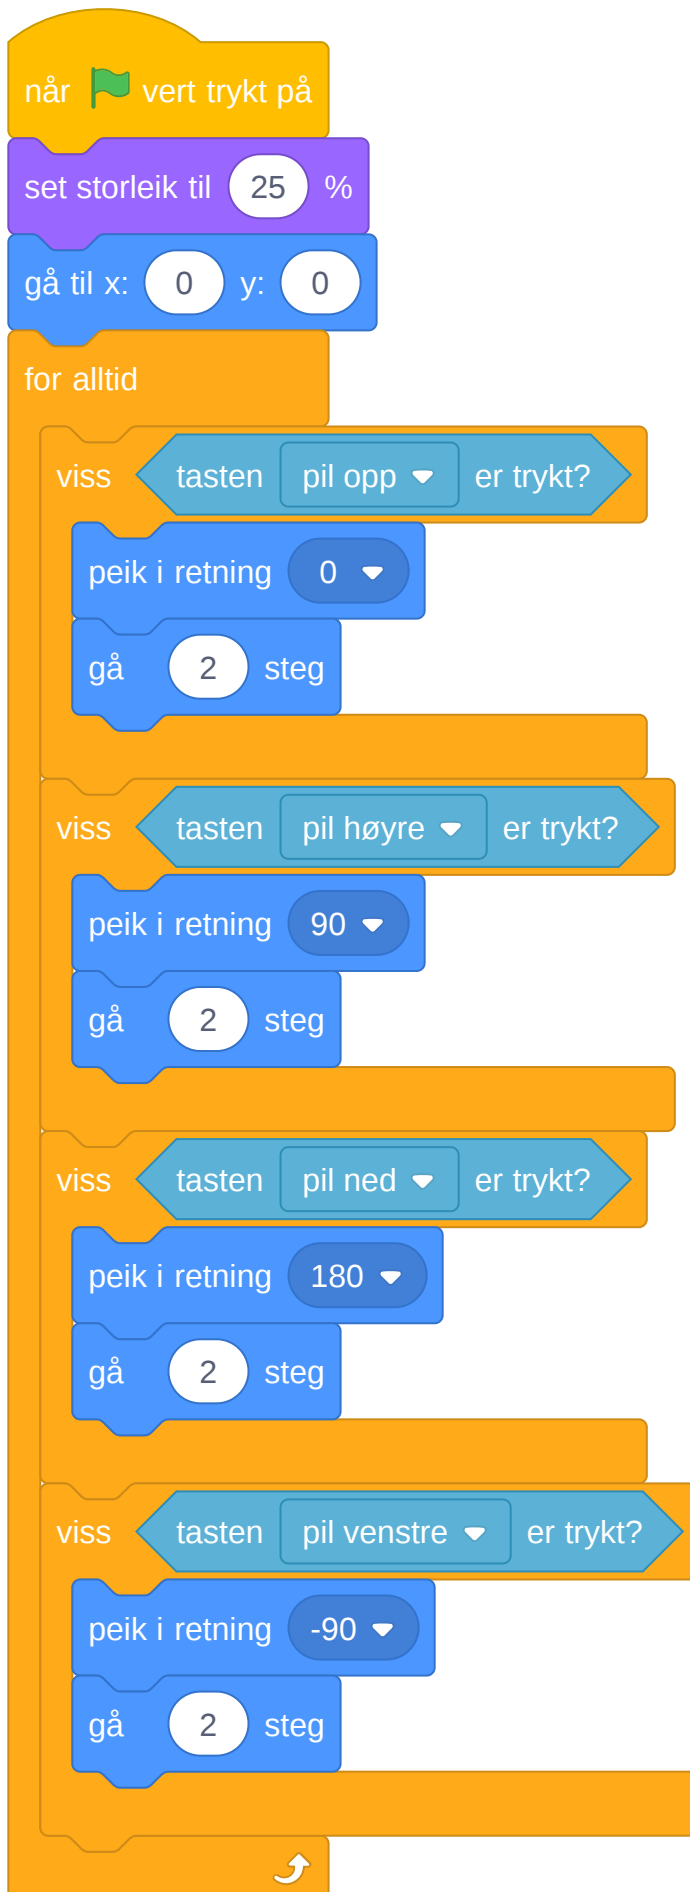 når vert trykt på
set storleik til 25 %
gå til x: 0 y: 0
for alltid
viss tasten pil opp er trykt?
peik i retning 0
gå 2 steg
viss tasten pil høyre er trykt?
peik i retning 90
gå 2 steg
viss tasten pil ned er trykt?
peik i retning 180
gå 2 steg
viss tasten pil venstre er trykt?
peik i retning -90
gå 2 steg